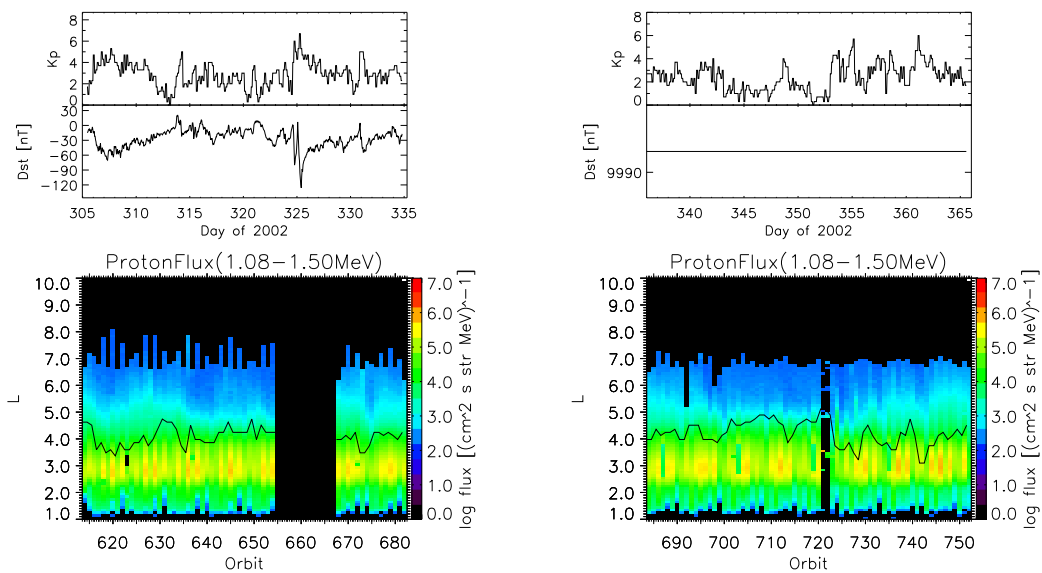 8
6
4
2
0
Kp
30
0
−30
−60
−90
−120
Dst [nT]
305 310 315 320 325 330 335
Day of 2002
ProtonFlux(1.08−1.50MeV)
10.0
9.0
8.0
7.0
6.0
5.0
4.0
3.0
2.0
1.0
L
620 630 640 650 660 670 680
Orbit
7.0
6.0
5.0
4.0
3.0
2.0
1.0
0.0
log flux [(cm^2 s str MeV)^−1]
8
6
4
2
0
Kp
9990
Dst [nT]
340 345 350 355 360 365
Day of 2002
ProtonFlux(1.08−1.50MeV)
10.0
9.0
8.0
7.0
6.0
5.0
4.0
3.0
2.0
1.0
L
690 700 710 720 730 740 750
Orbit
7.0
6.0
5.0
4.0
3.0
2.0
1.0
0.0
log flux [(cm^2 s str MeV)^−1]